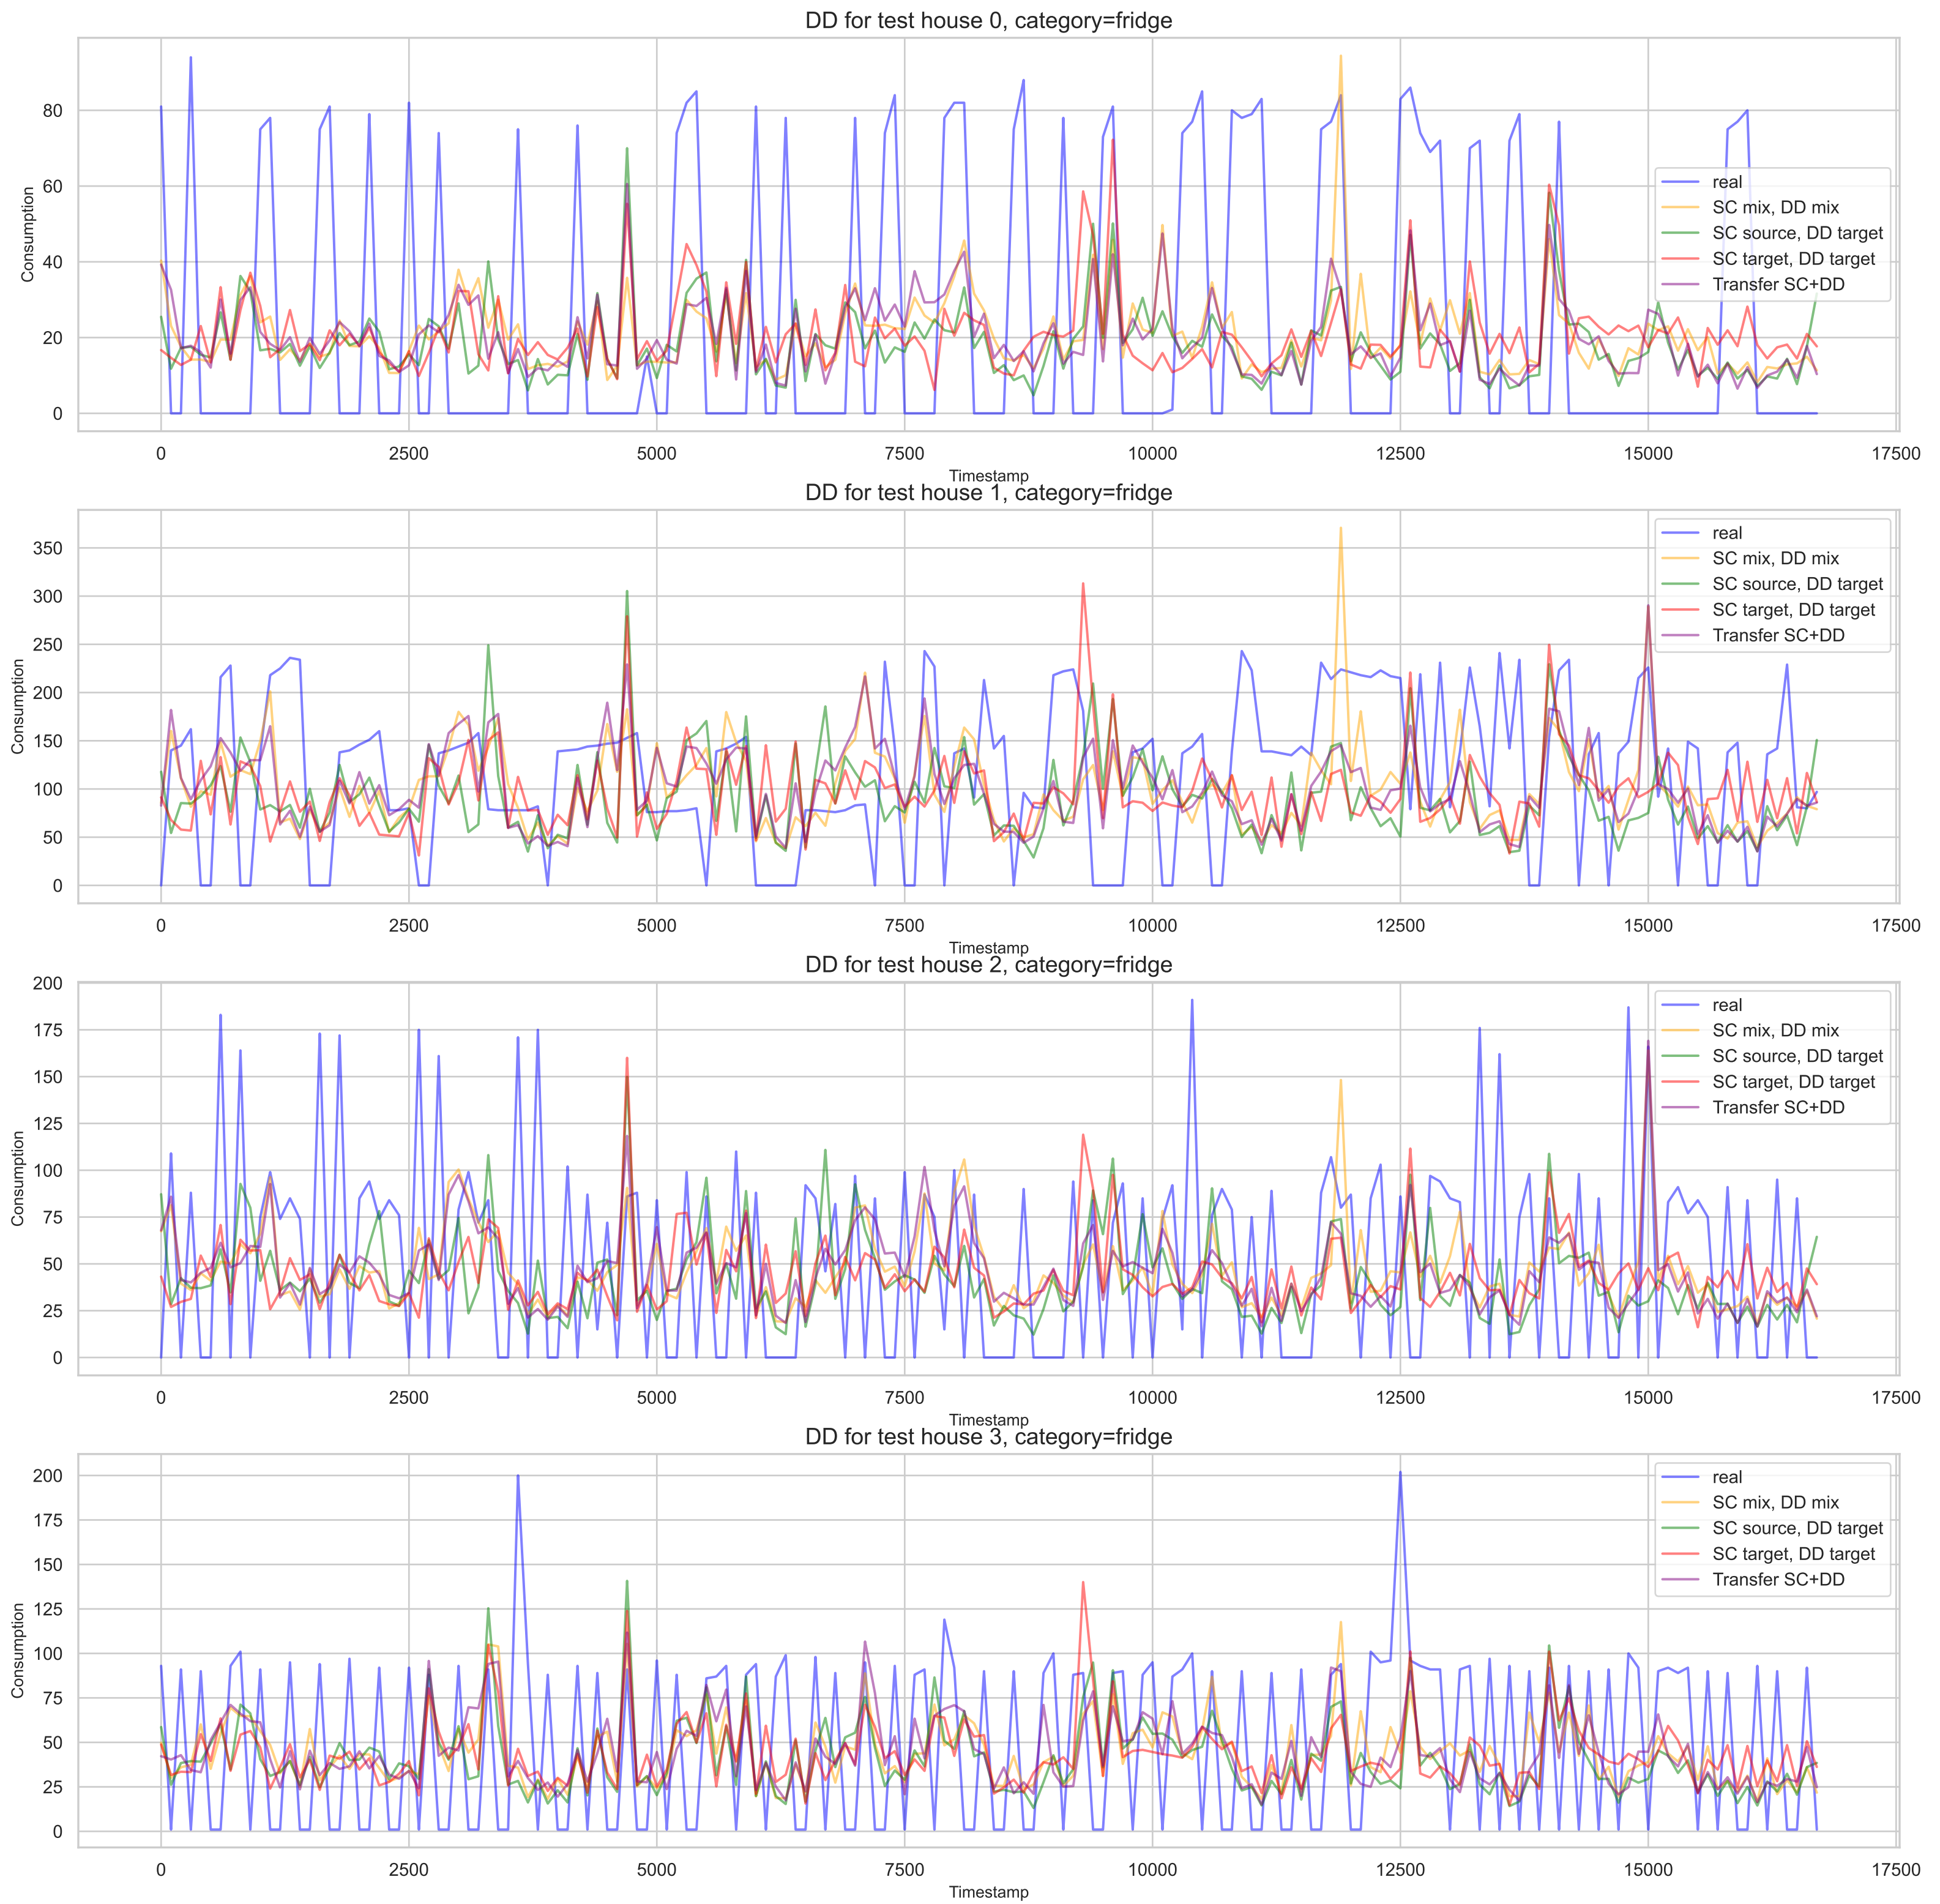 DD for test house 0, category=fridge
Consumption
80
60
40
20
0
real
SC mix, DD mix
SC source, DD target
SC target, DD target
Transfer SC+DD
0 2500 5000 7500 10000 12500 15000 17500
Timestamp
DD for test house 1, category=fridge
Consumption
350
300
250
200
150
100
50
0
real
SC mix, DD mix
SC source, DD target
SC target, DD target
Transfer SC+DD
0 2500 5000 7500 10000 12500 15000 17500
Timestamp
DD for test house 2, category=fridge
Consumption
200
175
150
125
100
75
50
25
0
real
SC mix, DD mix
SC source, DD target
SC target, DD target
Transfer SC+DD
0 2500 5000 7500 10000 12500 15000 17500
Timestamp
DD for test house 3, category=fridge
Consumption
200
175
150
125
100
75
50
25
0
real
SC mix, DD mix
SC source, DD target
SC target, DD target
Transfer SC+DD
0 2500 5000 7500 10000 12500 15000 17500
Timestamp